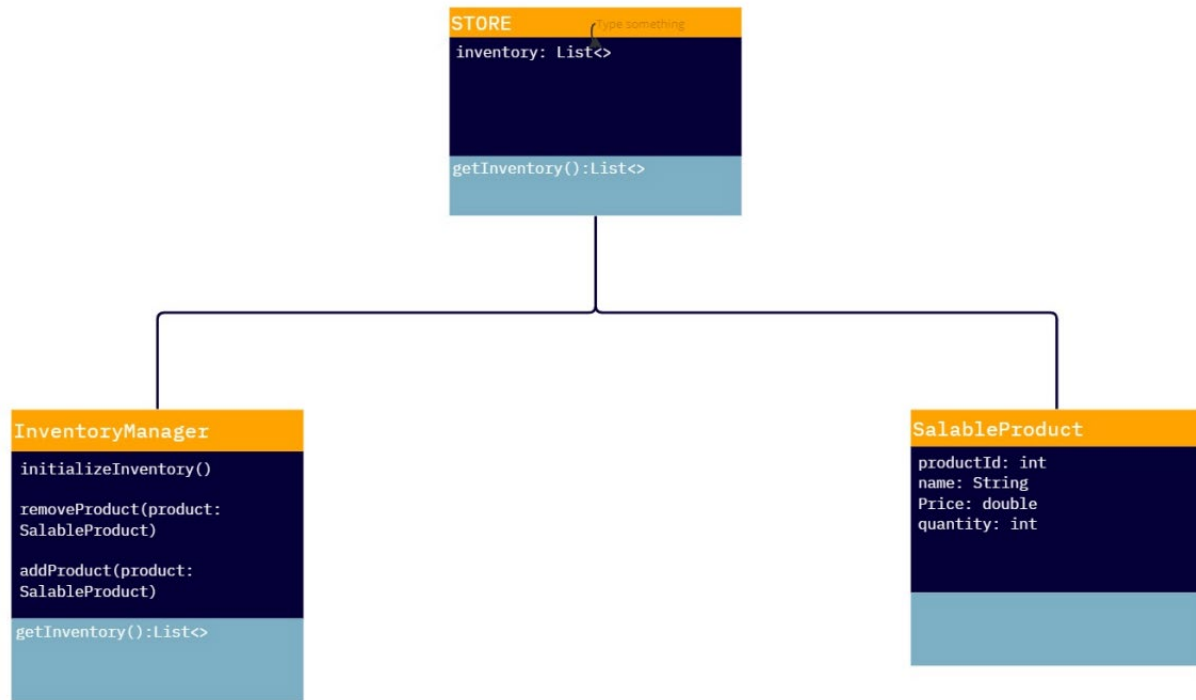 STORE
Type something
inventory: List<>
getInventory():List<>
InventoryManager
initializeInventory()
removeProduct(product:
SalableProduct)
addProduct(product:
SalableProduct)
getInventory():List<>
SalableProduct
productId: int
name: String
Price: double
quantity: int